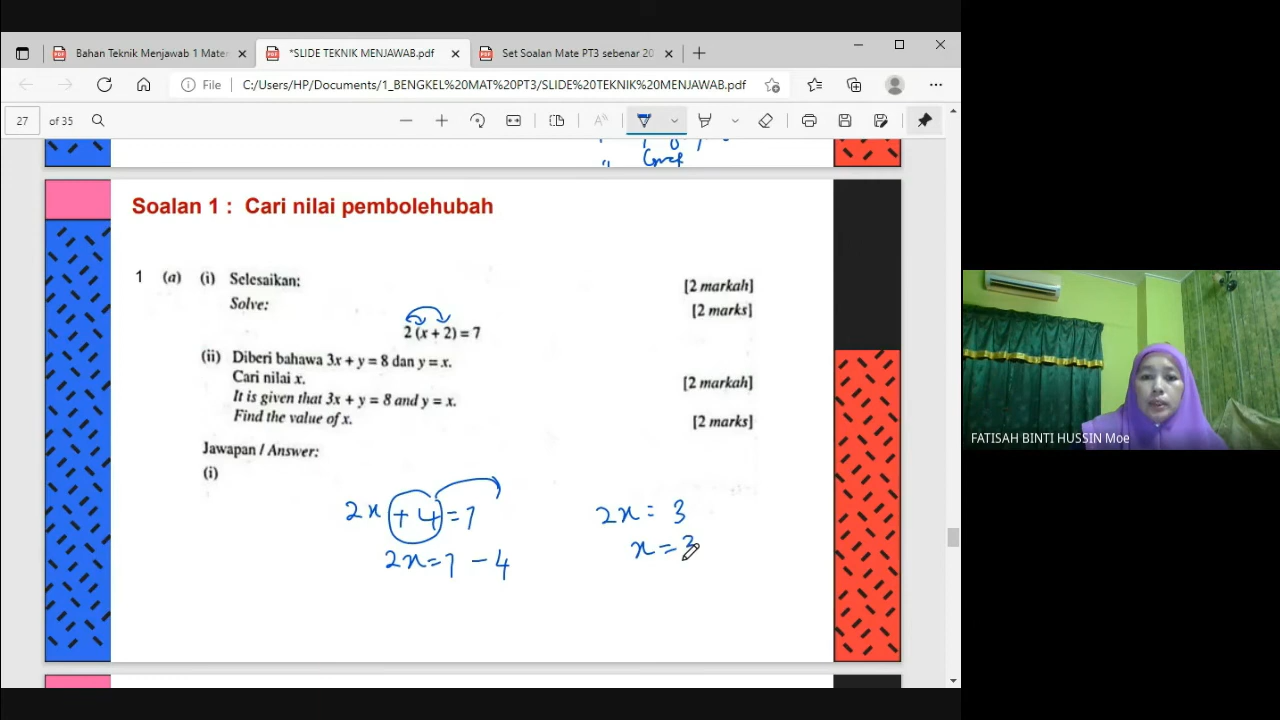 Bahan Teknik Menjawab 1 Mate
*SLIDE TEKNIK MENJAWAB.pdf
Set Soalan Mate PT3 sebenar 20
File C:/Users/HP/Documents/1_BENGKEL%20MAT%20PT3/SLIDE%20TEKNIK%20MENJAWAB.pdf
27 of 35
Soalan 1 : Cari nilai pembolehubah
1 (a) (i) Selesaikan: [2 markah]
Solve: [2 marks]
2 (x + 2) = 7
(ii) Diberi bahawa 3x + y = 8 dan y = x.
Cari nilai x. [2 markah]
It is given that 3x + y = 8 and y = x.
Find the value of x. [2 marks]
Jawapan / Answer:
(i)
2x + 4 = 7
2x = 7 - 4
2x = 3
x = 3
FATISAH BINTI HUSSIN Moe